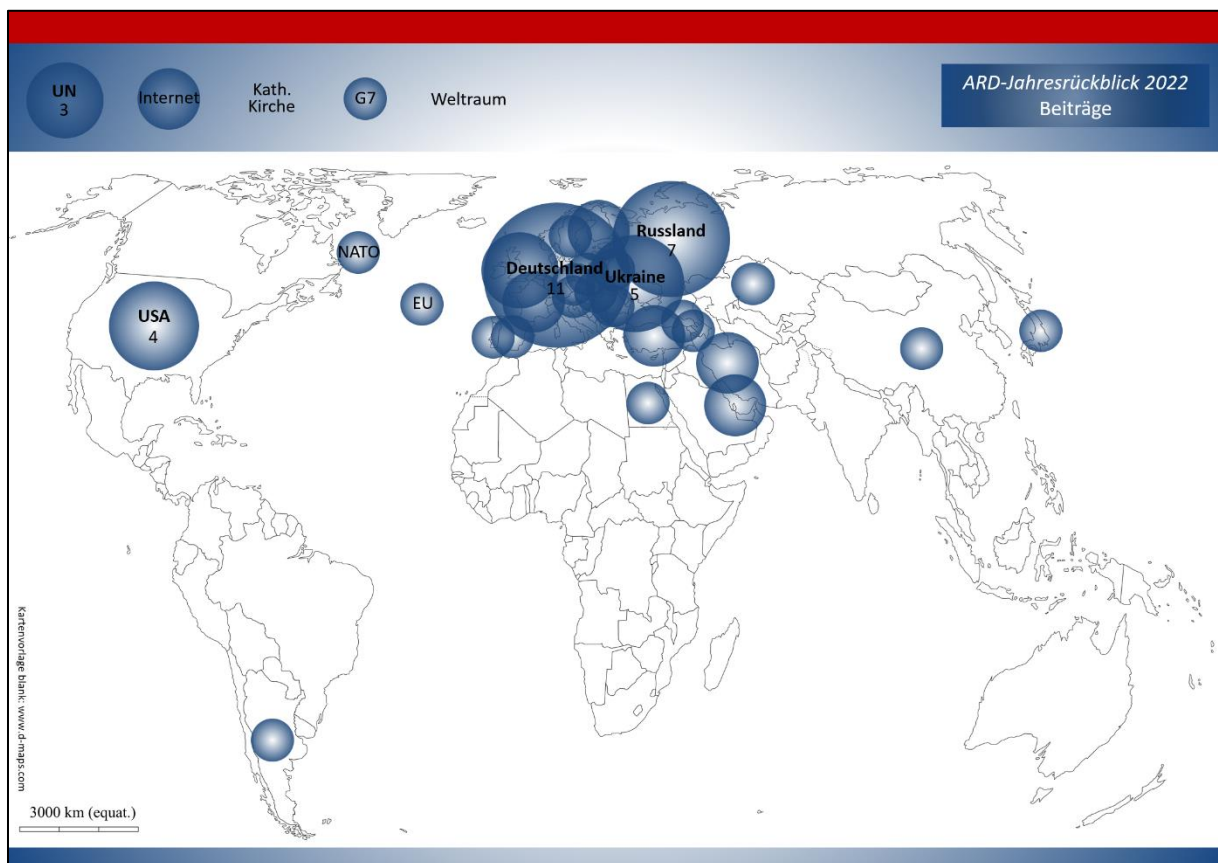 UN
3
Internet
Kath.
Kirche
G7
Weltraum
ARD-Jahresrückblick 2022
Beiträge
NATO
EU
USA
4
Deutschland
11
Russland
7
Ukraine
5
Kartenvorlage blank: www.d-maps.com
3000 km (equat.)